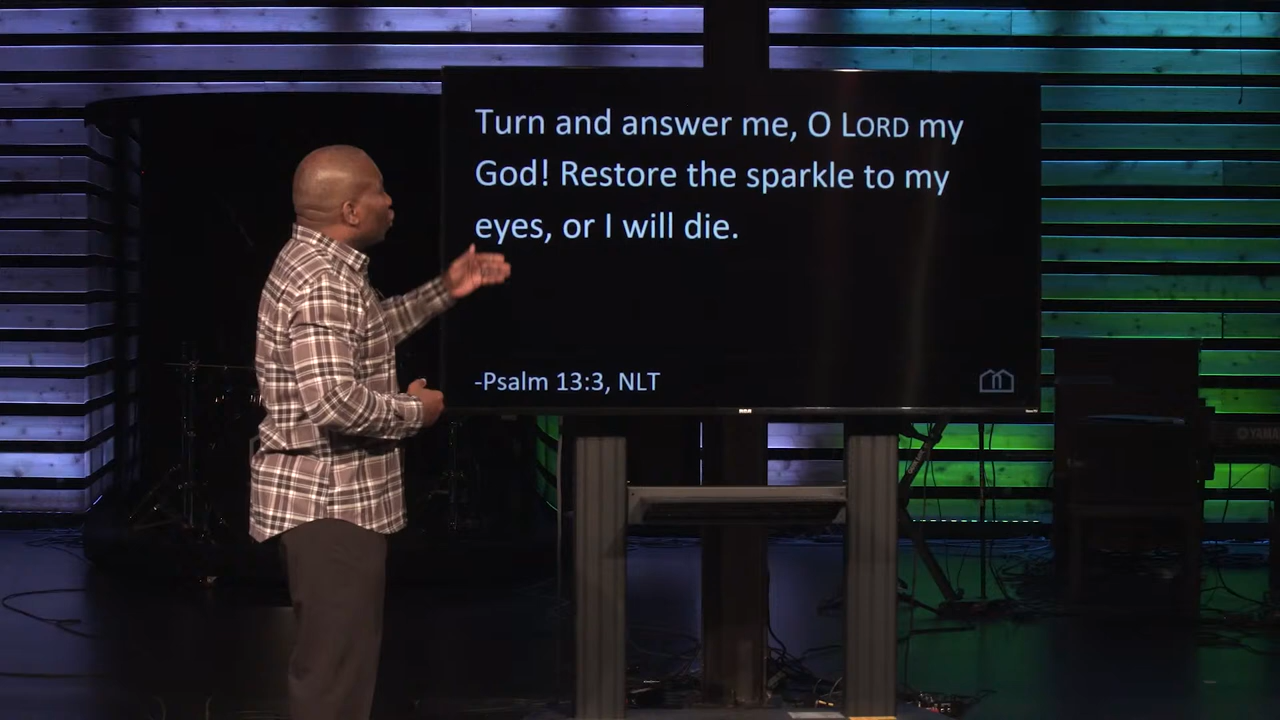 Turn and answer me, O LORD my
God! Restore the sparkle to my
eyes, or I will die.
-Psalm 13:3, NLT
RCA